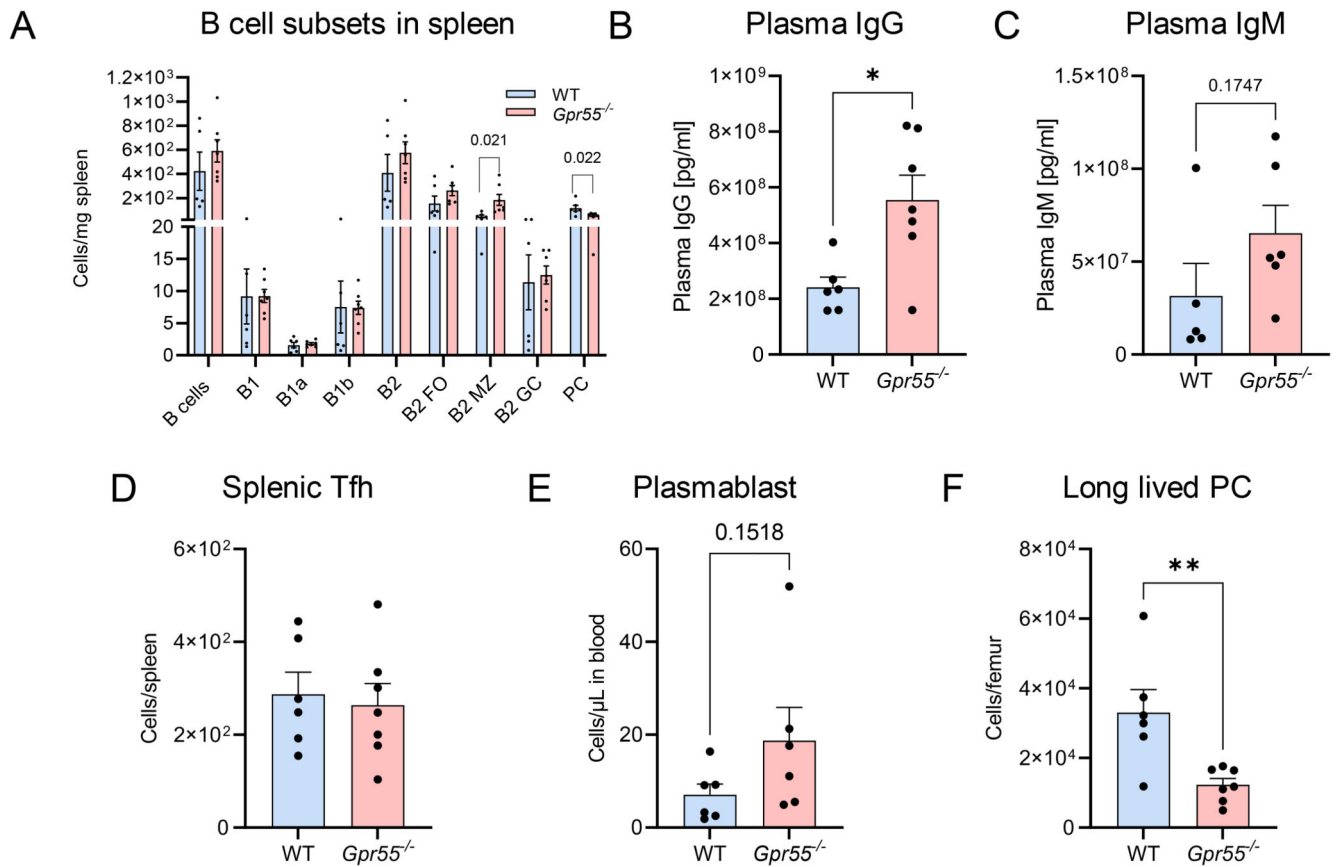 A
B cell subsets in spleen
Cells/mg spleen
1.2×10³
1×10³
8×10²
6×10²
4×10²
2×10²
20
15
10
5
0
WT
Gpr55⁻/⁻
0.021
0.022
B cells
B1
B1a
B1b
B2
B2 FO
B2 MZ
B2 GC
PC
B
Plasma IgG
Plasma IgG [pg/ml]
1×10⁹
8×10⁸
6×10⁸
4×10⁸
2×10⁸
0
*
WT
Gpr55⁻/⁻
C
Plasma IgM
Plasma IgM [pg/ml]
1.5×10⁸
1×10⁸
5×10⁷
0
0.1747
WT
Gpr55⁻/⁻
D
Splenic Tfh
Cells/spleen
6×10²
4×10²
2×10²
0
WT
Gpr55⁻/⁻
E
Plasmablast
Cells/µL in blood
60
40
20
0
0.1518
WT
Gpr55⁻/⁻
F
Long lived PC
Cells/femur
8×10⁴
6×10⁴
4×10⁴
2×10⁴
0
**
WT
Gpr55⁻/⁻